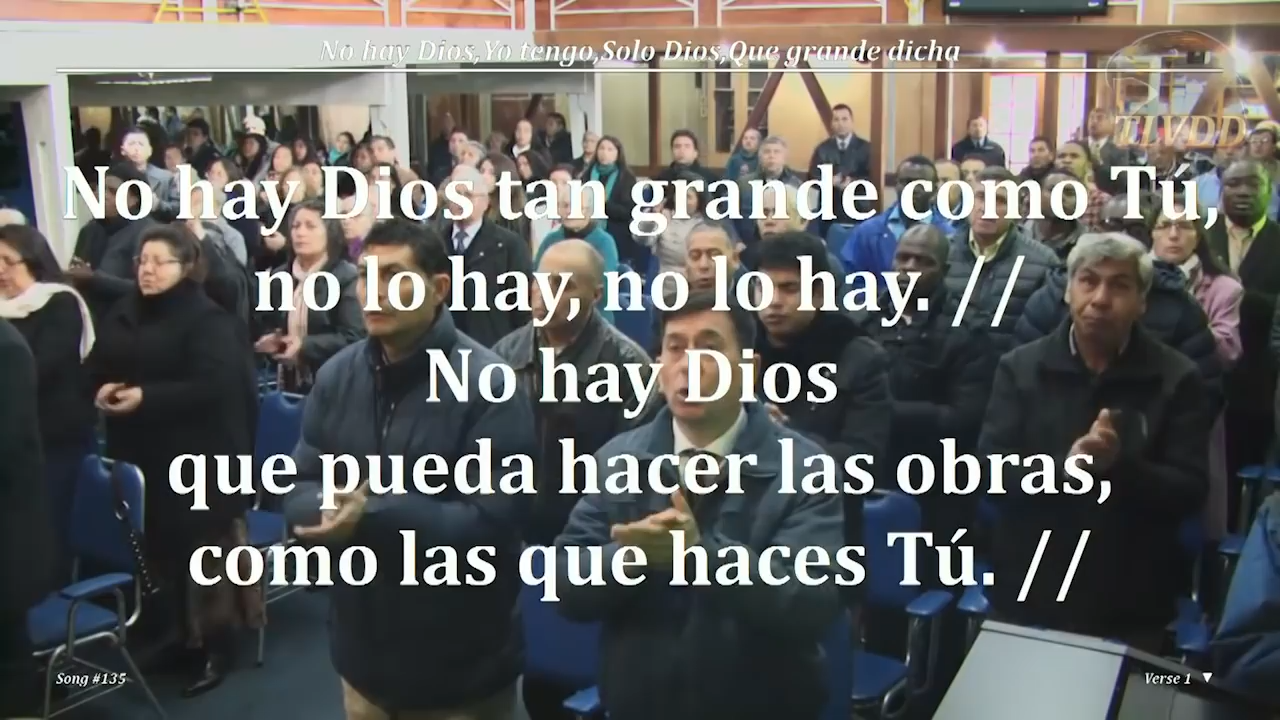 No hay Dios,Yo tengo,Solo Dios,Que grande dicha
TLVDD
No hay Dios tan grande como Tú,
no lo hay, no lo hay. //
No hay Dios
que pueda hacer las obras,
como las que haces Tú. //
Song #135
Verse 1 ▼